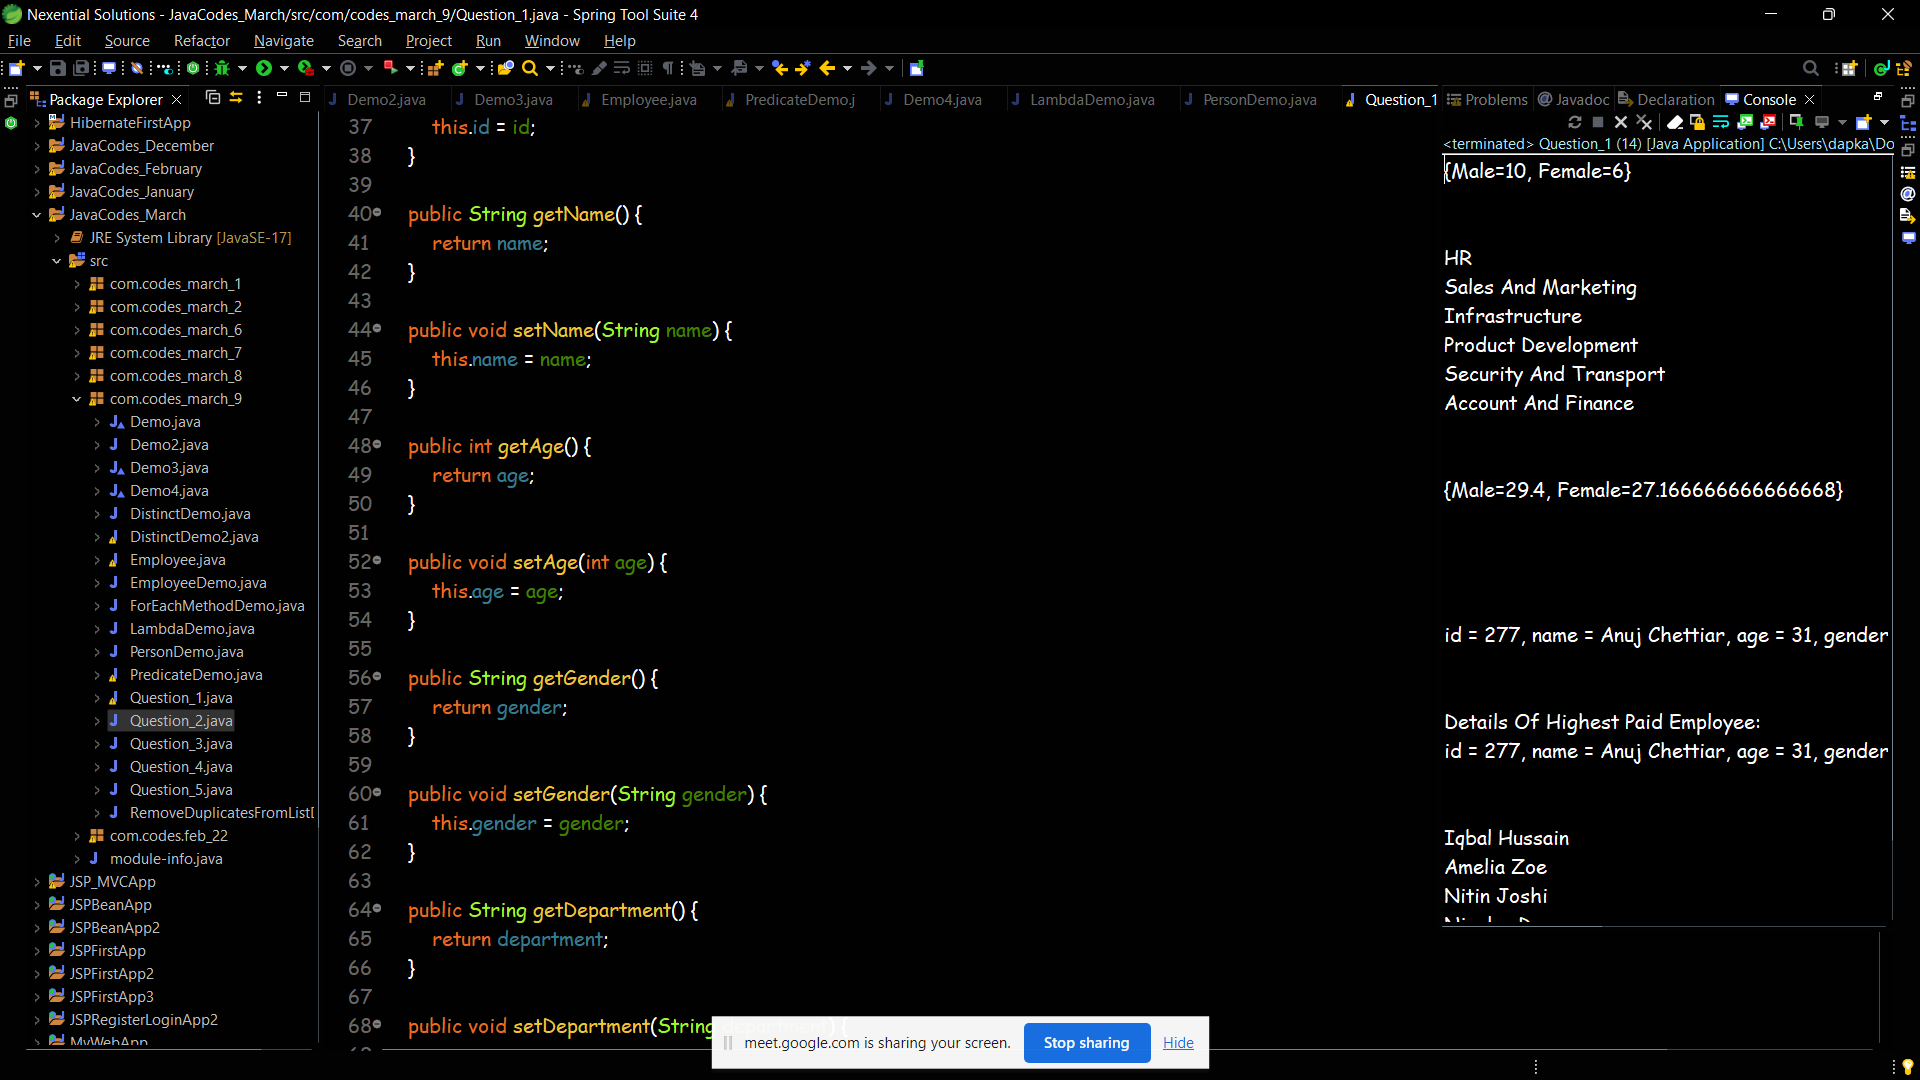 Nexential Solutions - JavaCodes_March/src/com/codes_march_9/Question_1.java - Spring Tool Suite 4
File Edit Source Refactor Navigate Search Project Run Window Help
Package Explorer
HibernateFirstApp
JavaCodes_December
JavaCodes_February
JavaCodes_January
JavaCodes_March
JRE System Library [JavaSE-17]
src
com.codes_march_1
com.codes_march_2
com.codes_march_6
com.codes_march_7
com.codes_march_8
com.codes_march_9
Demo.java
Demo2.java
Demo3.java
Demo4.java
DistinctDemo.java
DistinctDemo2.java
Employee.java
EmployeeDemo.java
ForEachMethodDemo.java
LambdaDemo.java
PersonDemo.java
PredicateDemo.java
Question_1.java
Question_2.java
Question_3.java
Question_4.java
Question_5.java
RemoveDuplicatesFromList
com.codes.feb_22
module-info.java
JSP_MVCApp
JSPBeanApp
JSPBeanApp2
JSPFirstApp
JSPFirstApp2
JSPFirstApp3
JSPRegisterLoginApp2
MyWebApp
Demo2.java Demo3.java Employee.java PredicateDemo.j Demo4.java LambdaDemo.java PersonDemo.java Question_1
37 this.id = id;
38 }
39
40 public String getName() {
41 return name;
42 }
43
44 public void setName(String name) {
45 this.name = name;
46 }
47
48 public int getAge() {
49 return age;
50 }
51
52 public void setAge(int age) {
53 this.age = age;
54 }
55
56 public String getGender() {
57 return gender;
58 }
59
60 public void setGender(String gender) {
61 this.gender = gender;
62 }
63
64 public String getDepartment() {
65 return department;
66 }
67
68 public void setDepartment(String
Problems @ Javadoc Declaration Console
<terminated> Question_1 (14) [Java Application] C:\Users\dapka\Do
{Male=10, Female=6}
HR
Sales And Marketing
Infrastructure
Product Development
Security And Transport
Account And Finance
{Male=29.4, Female=27.166666666666668}
id = 277, name = Anuj Chettiar, age = 31, gender
Details Of Highest Paid Employee:
id = 277, name = Anuj Chettiar, age = 31, gender
Iqbal Hussain
Amelia Zoe
Nitin Joshi
meet.google.com is sharing your screen. Stop sharing Hide